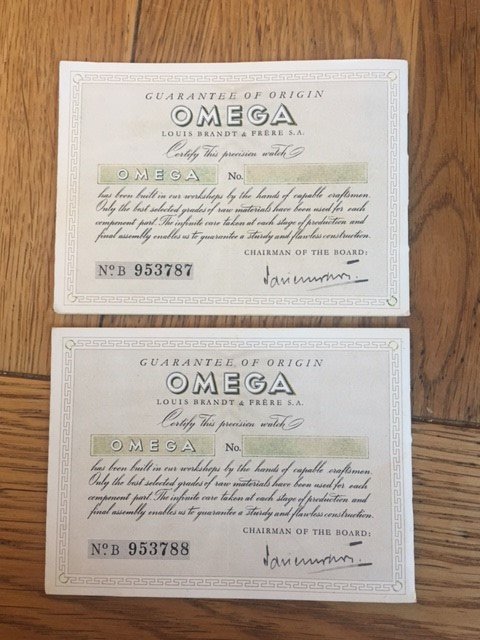 GUARANTEE OF ORIGIN
OMEGA
LOUIS BRANDT & FRÈRE S.A.
Certify this precision watch
OMEGA No.
has been built in our workshops by the hands of capable craftsmen.
Only the best selected grades of raw materials have been used for each
component part. The infinite care taken at each stage of production and
final assembly enables us to guarantee a sturdy and flawless construction.
CHAIRMAN OF THE BOARD:
No B 953787
GUARANTEE OF ORIGIN
OMEGA
LOUIS BRANDT & FRÈRE S.A.
Certify this precision watch
OMEGA No.
has been built in our workshops by the hands of capable craftsmen.
Only the best selected grades of raw materials have been used for each
component part. The infinite care taken at each stage of production and
final assembly enables us to guarantee a sturdy and flawless construction.
CHAIRMAN OF THE BOARD:
No B 953788